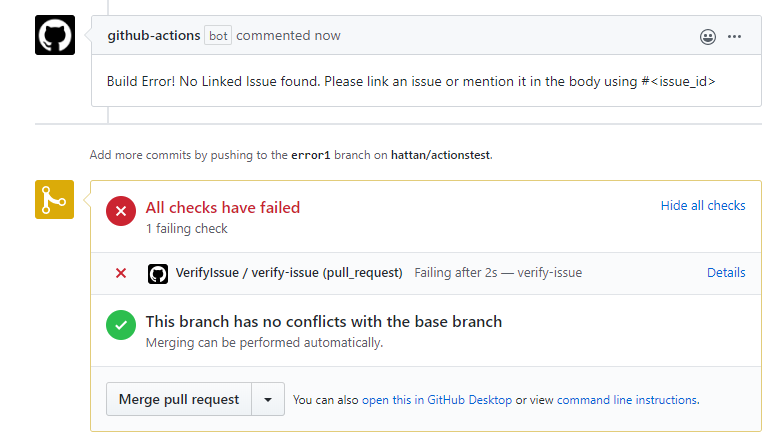 github-actions bot commented now
Build Error! No Linked Issue found. Please link an issue or mention it in the body using #<issue_id>
Add more commits by pushing to the error1 branch on hattan/actionstest.
All checks have failed
Hide all checks
1 failing check
VerifyIssue / verify-issue (pull_request) Failing after 2s — verify-issue
Details
This branch has no conflicts with the base branch
Merging can be performed automatically.
Merge pull request
You can also open this in GitHub Desktop or view command line instructions.